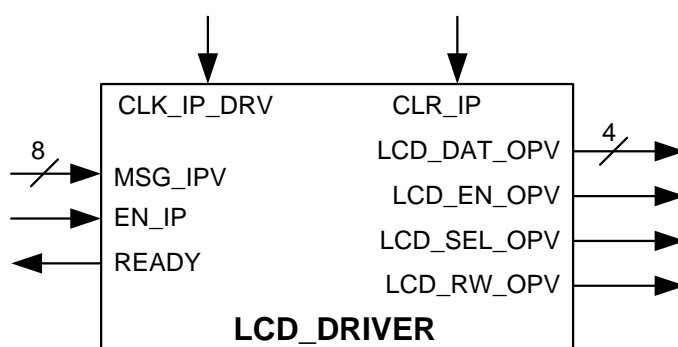 CLK_IP_DRV CLR_IP
LCD_DAT_OPV 4
8 MSG_IPV
LCD_EN_OPV
EN_IP
LCD_SEL_OPV
READY
LCD_RW_OPV
LCD_DRIVER